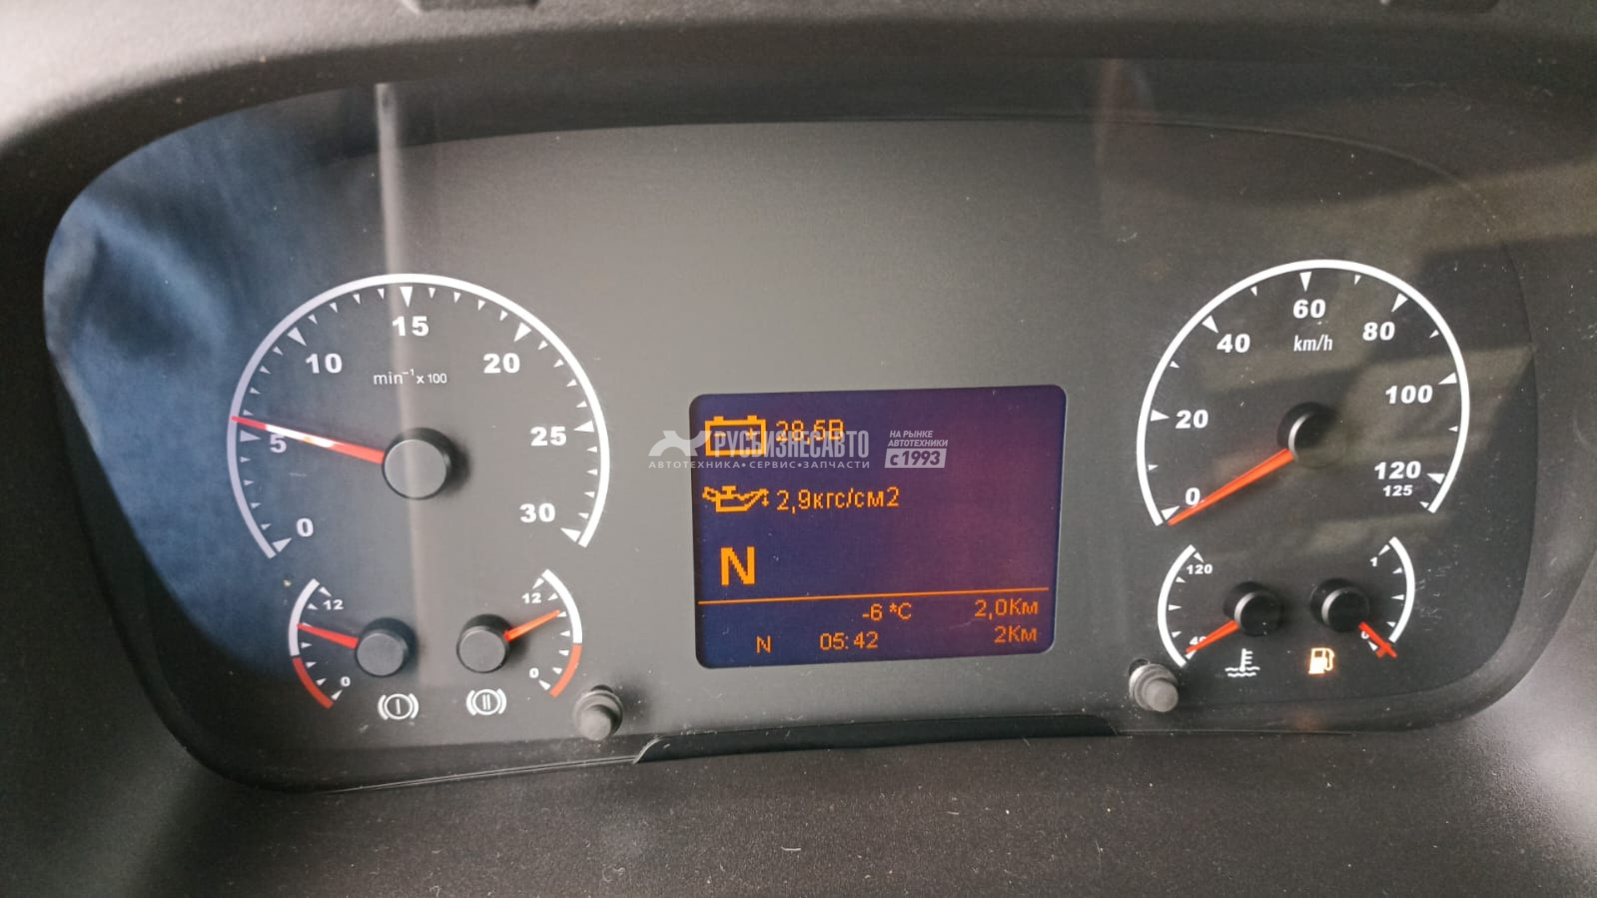 15
10
20
min⁻¹ x 100
5
25
0
30
12
0
12
0
28,5В
РУСБИЗНЕСАВТО
АВТОТЕХНИКА • СЕРВИС • ЗАПЧАСТИ
НА РЫНКЕ
АВТОТЕХНИКИ
с 1993
2,9кгс/см2
N
-6 °C 2,0Км
N 05:42 2Км
60
40 80
km/h
20 100
0 120
125
120
40
1
0